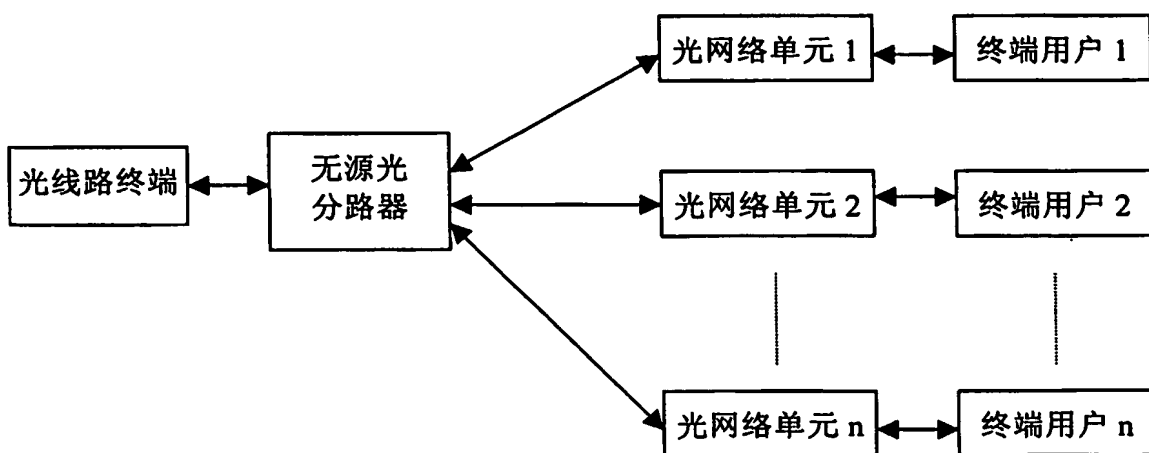 光网络单元 1
终端用户 1
光线路终端
无源光
分路器
光网络单元 2
终端用户 2
光网络单元 n
终端用户 n